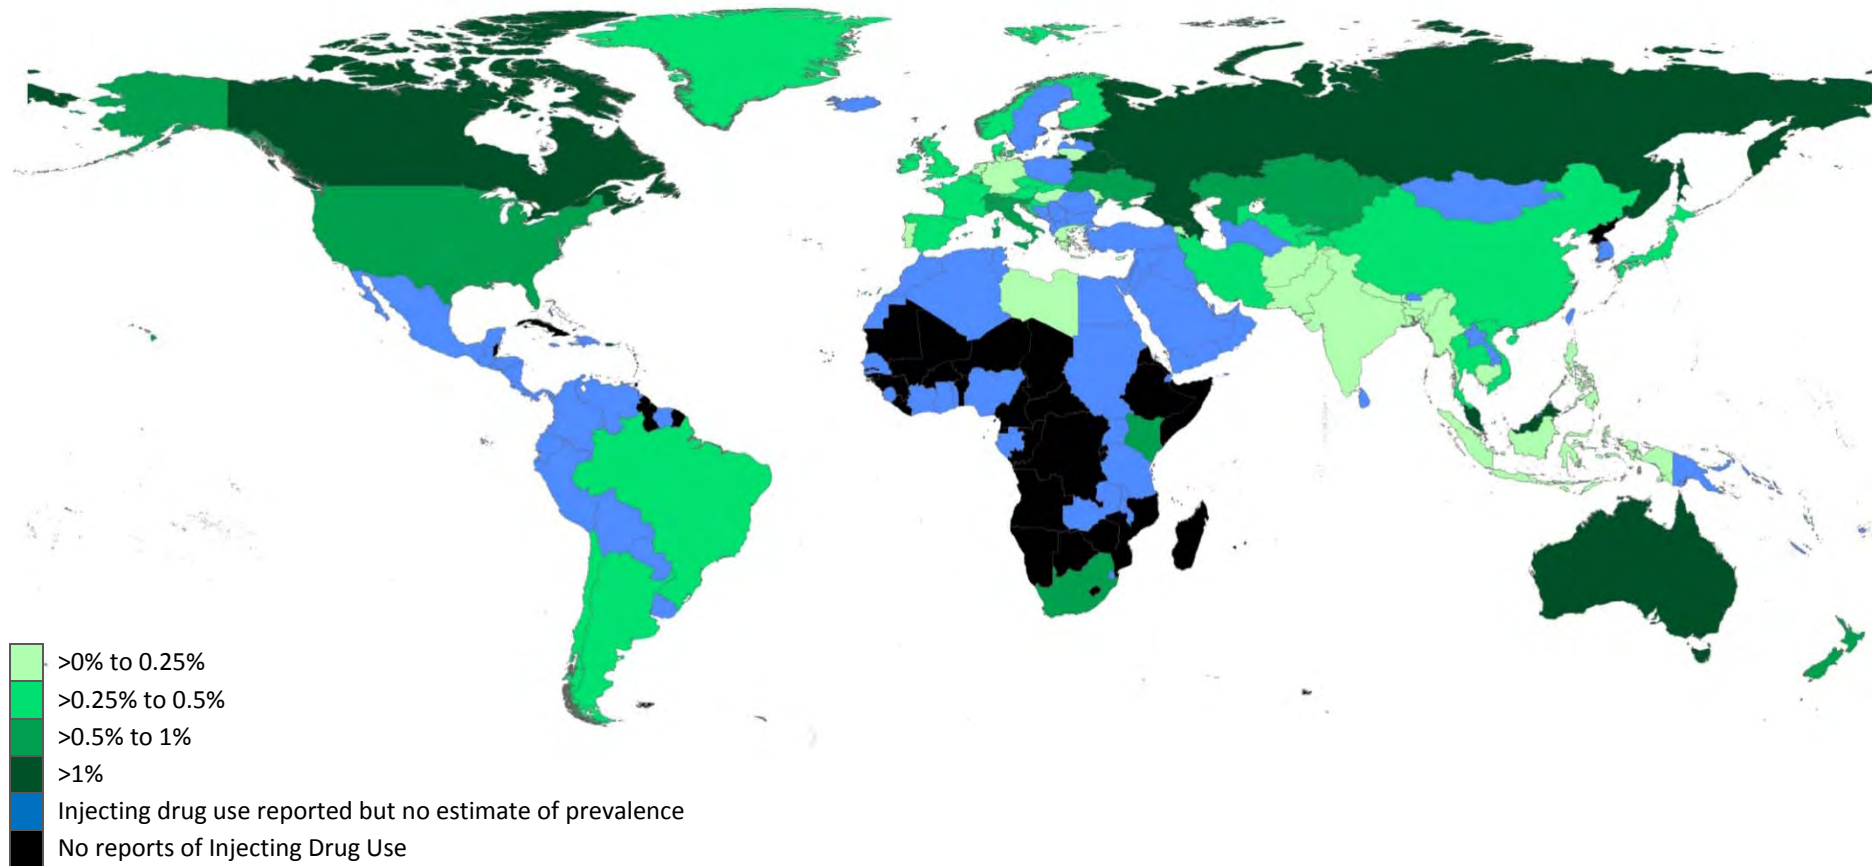 >0% to 0.25%
>0.25% to 0.5%
>0.5% to 1%
>1%
Injecting drug use reported but no estimate of prevalence
No reports of Injecting Drug Use